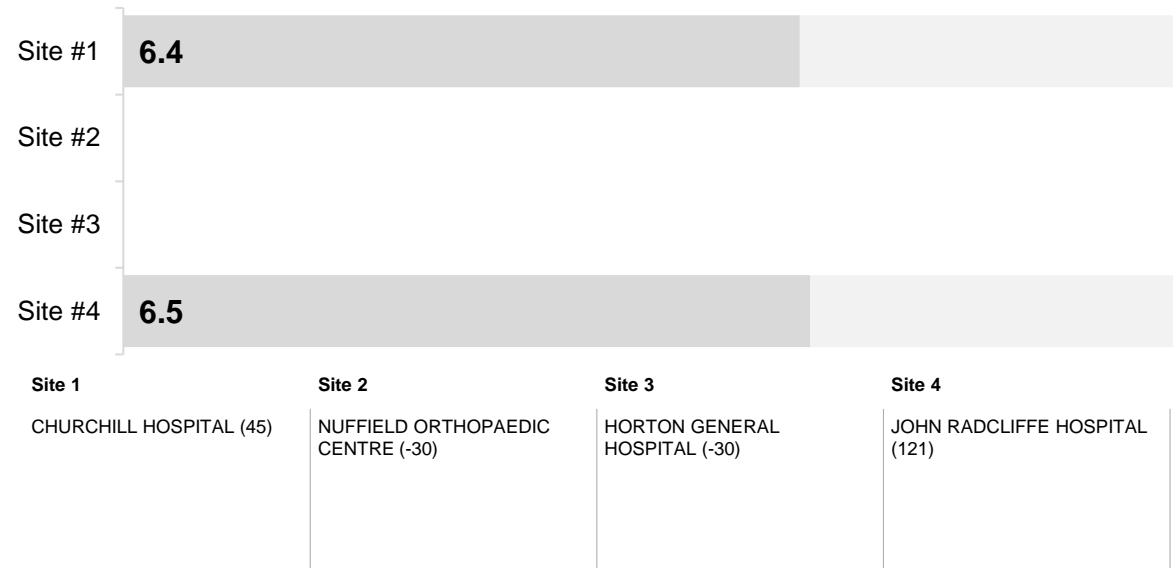 Site #1
6.4
Site #2
Site #3
Site #4
6.5
Site 1
Site 2
Site 3
Site 4
CHURCHILL HOSPITAL (45)
NUFFIELD ORTHOPAEDIC
CENTRE (-30)
HORTON GENERAL
HOSPITAL (-30)
JOHN RADCLIFFE HOSPITAL
(121)